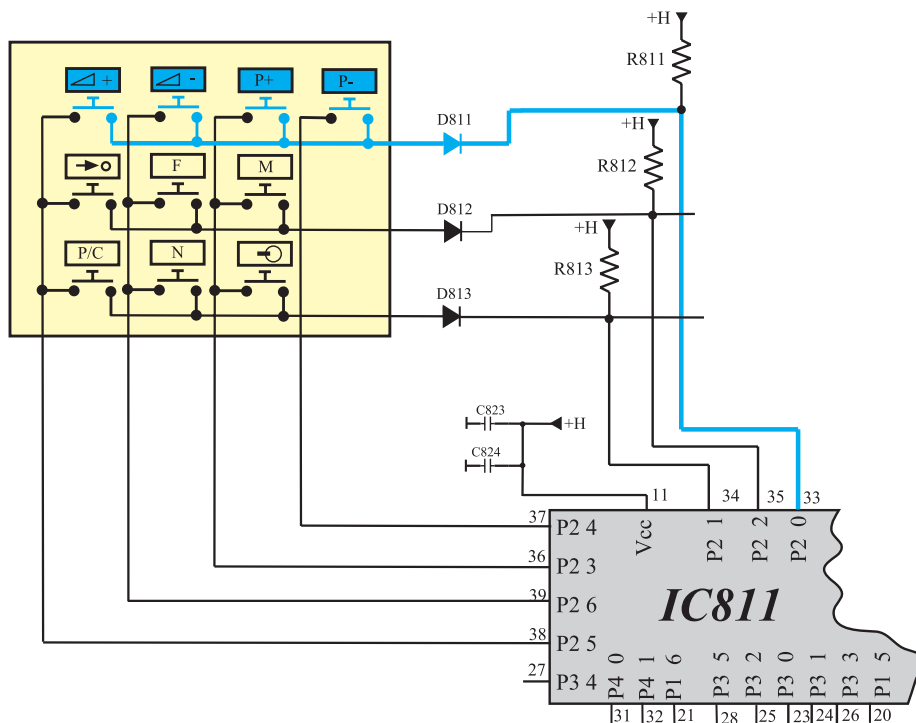 +H
R811
+ - P+ P-
D811
+H
R812
F M
D812
+H
R813
P/C N
D813
C823
+H
C824
11 34 35 33
37 P2 4 Vcc P2 1 P2 2 P2 0
36 P2 3
39 P2 6
IC811
38 P2 5
27 P3 4
P4 0 P4 1 P1 6 P3 5 P3 2 P3 0 P3 1 P3 3 P1 5
31 32 21 28 25 23 24 26 20